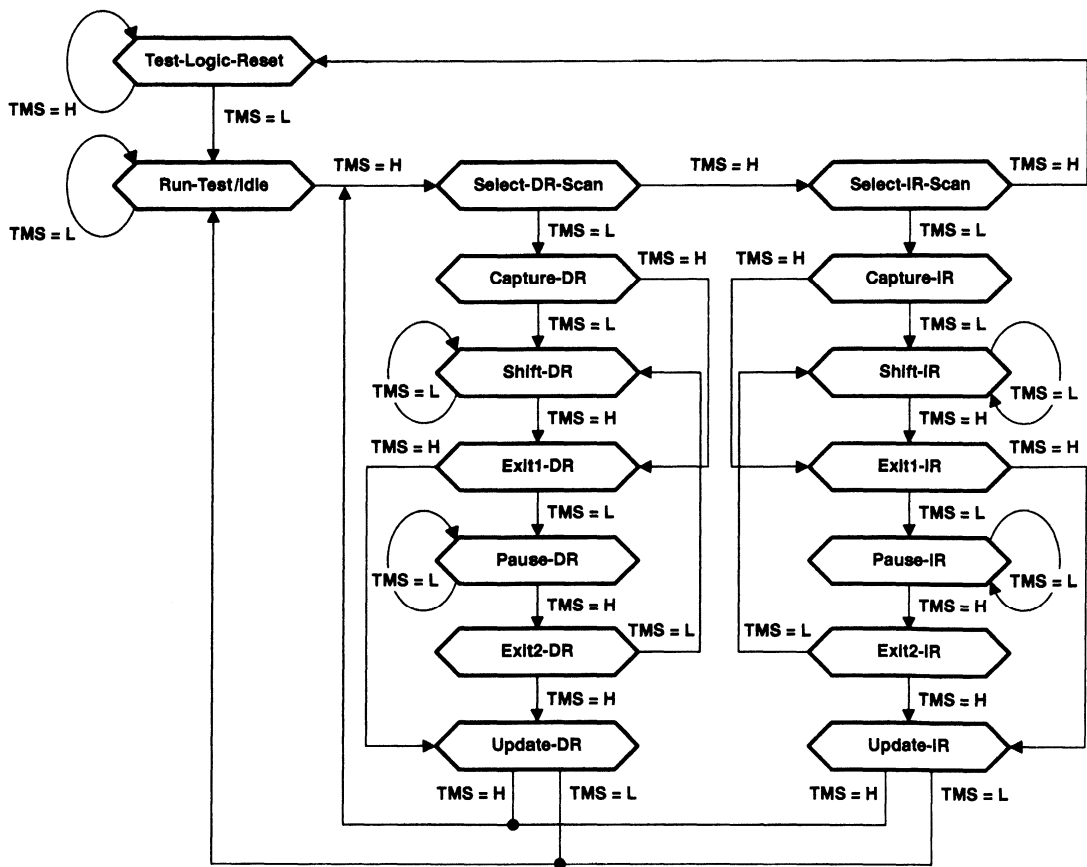 Test-Logic-Reset
TMS = H
TMS = L
TMS = H
TMS = H
TMS = H
Run-Test/Idle
Select-DR-Scan
Select-IR-Scan
TMS = L
TMS = L
TMS = L
TMS = H
TMS = H
Capture-DR
Capture-IR
TMS = L
TMS = L
Shift-DR
Shift-IR
TMS = L
TMS = L
TMS = H
TMS = H
TMS = H
TMS = H
Exit1-DR
Exit1-IR
TMS = L
TMS = L
Pause-DR
Pause-IR
TMS = L
TMS = L
TMS = H
TMS = H
Exit2-DR
TMS = L
TMS = L
Exit2-IR
TMS = H
TMS = H
Update-DR
Update-IR
TMS = H
TMS = L
TMS = H
TMS = L